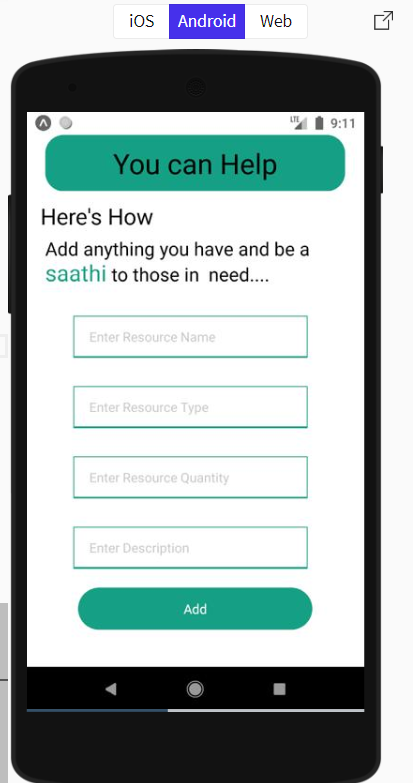 iOS Android Web
LTE 9:11
You can Help
Here's How
Add anything you have and be a
saathi to those in need....
Enter Resource Name
Enter Resource Type
Enter Resource Quantity
Enter Description
Add